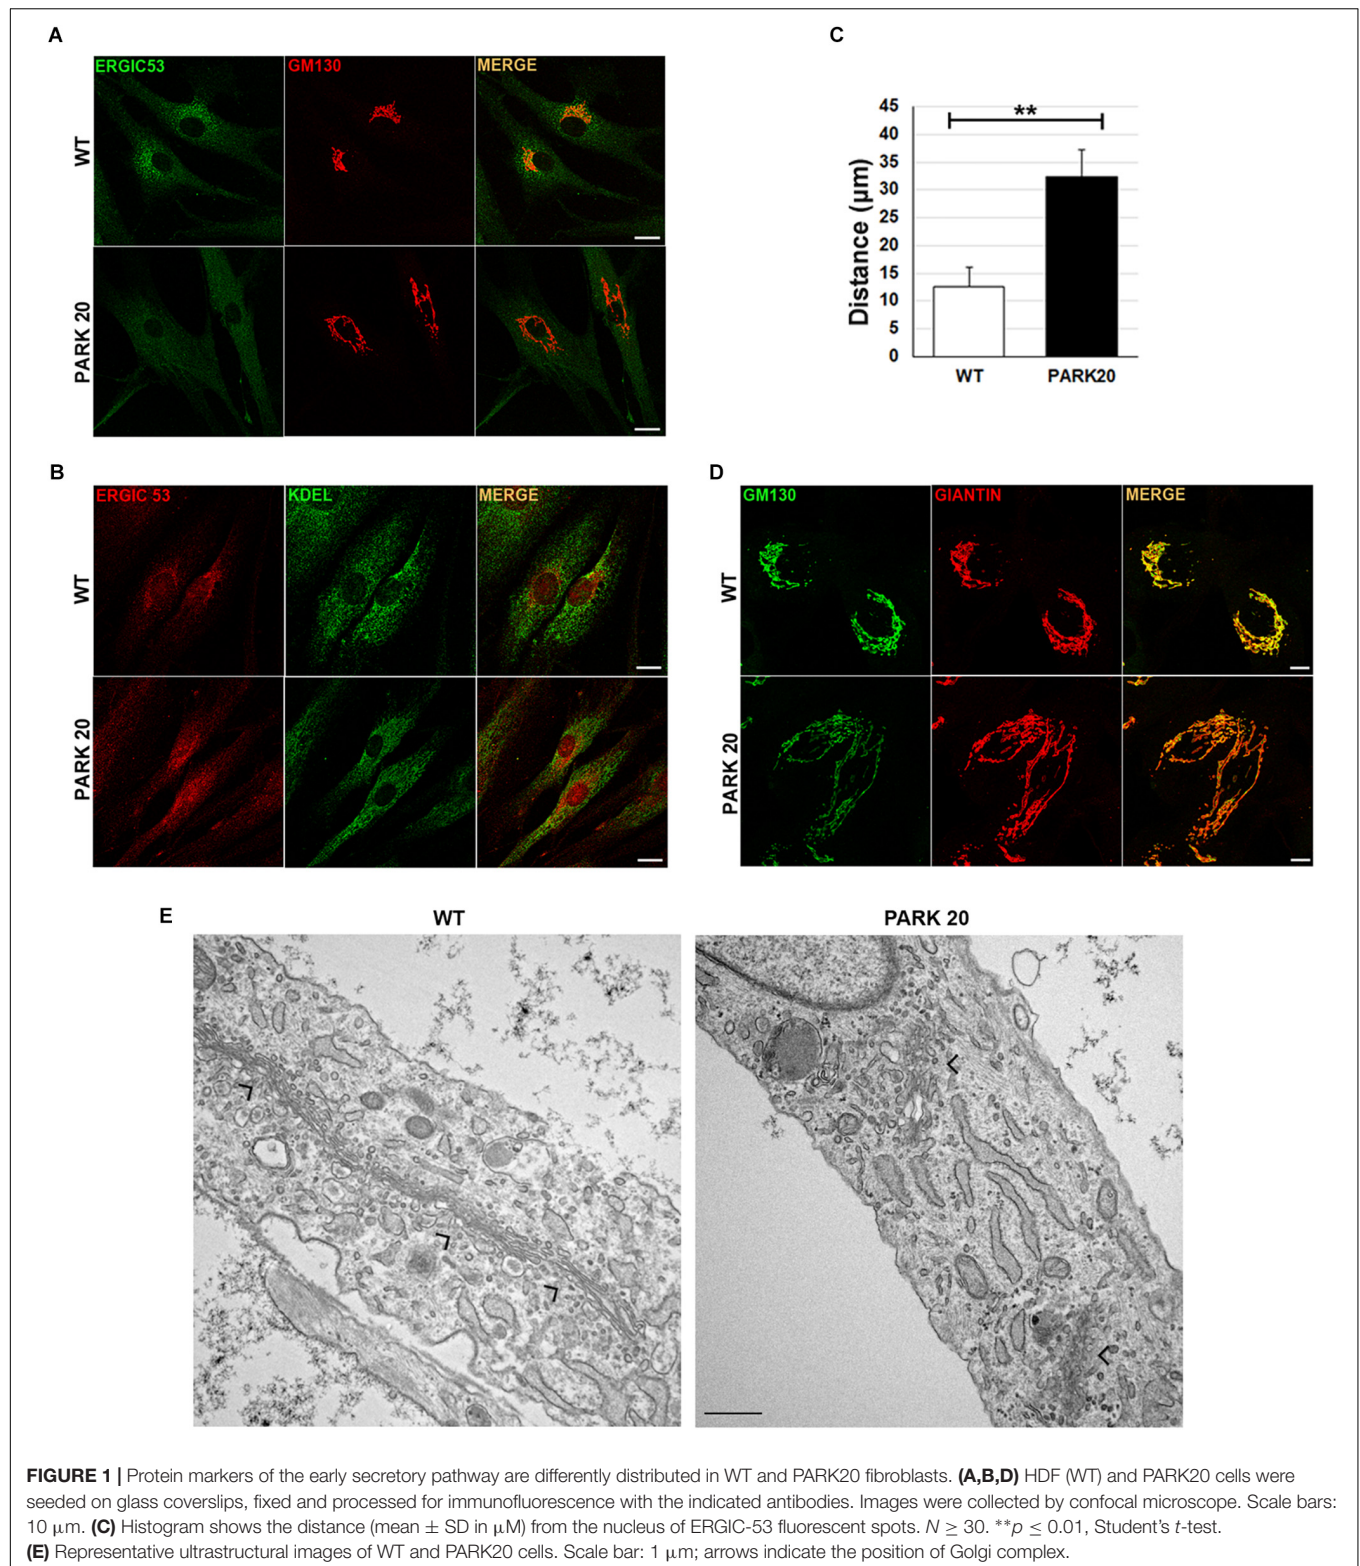 A
ERGIC53 GM130 MERGE
WT
PARK 20
C
**
45
40
35
30
25
20
15
10
5
0
Distance (µm)
WT PARK20
B
ERGIC 53 KDEL MERGE
WT
PARK 20
D
GM130 GIANTIN MERGE
WT
PARK 20
E
WT PARK 20
FIGURE 1 | Protein markers of the early secretory pathway are differently distributed in WT and PARK20 fibroblasts. (A,B,D) HDF (WT) and PARK20 cells were
seeded on glass coverslips, fixed and processed for immunofluorescence with the indicated antibodies. Images were collected by confocal microscope. Scale bars:
10 μm. (C) Histogram shows the distance (mean ± SD in μM) from the nucleus of ERGIC-53 fluorescent spots. N ≥ 30. **p ≤ 0.01, Student's t-test.
(E) Representative ultrastructural images of WT and PARK20 cells. Scale bar: 1 μm; arrows indicate the position of Golgi complex.